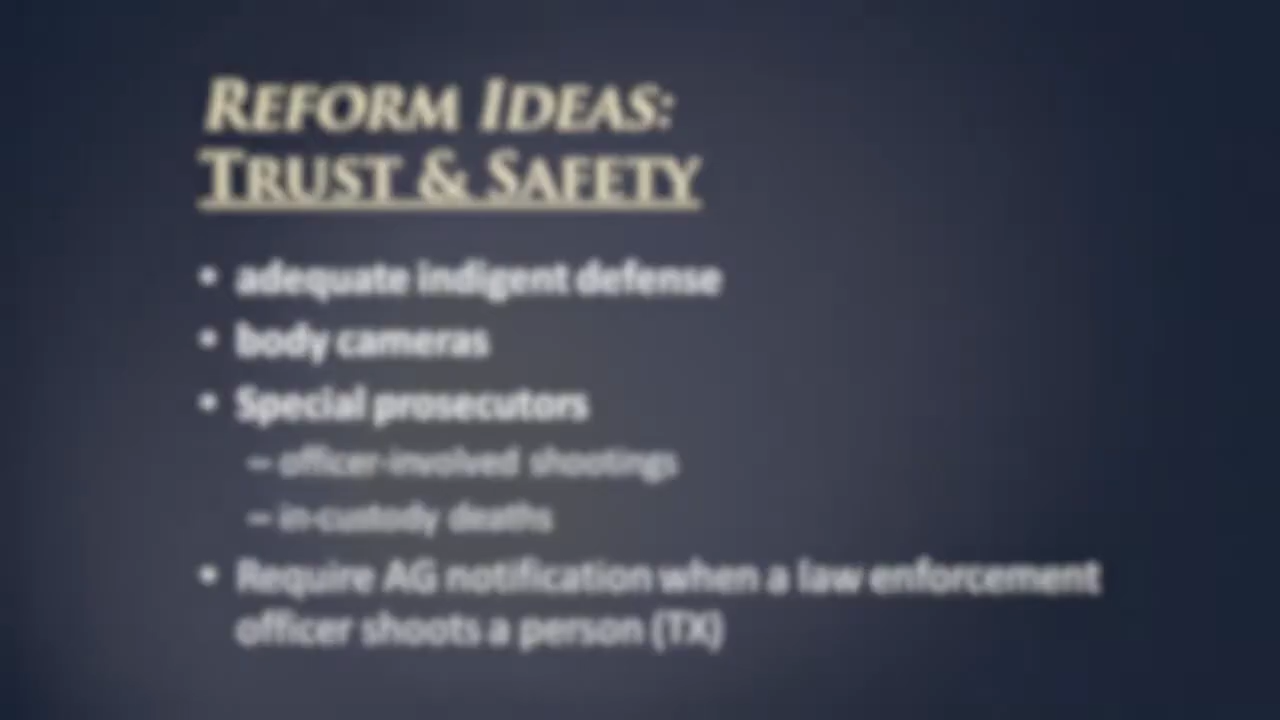 REFORM IDEAS:
TRUST & SAFETY
• adequate indigent defense
• body cameras
• Special prosecutors
– officer-involved shootings
– in-custody deaths
• Require AG notification when a law enforcement
officer shoots a person (TX)